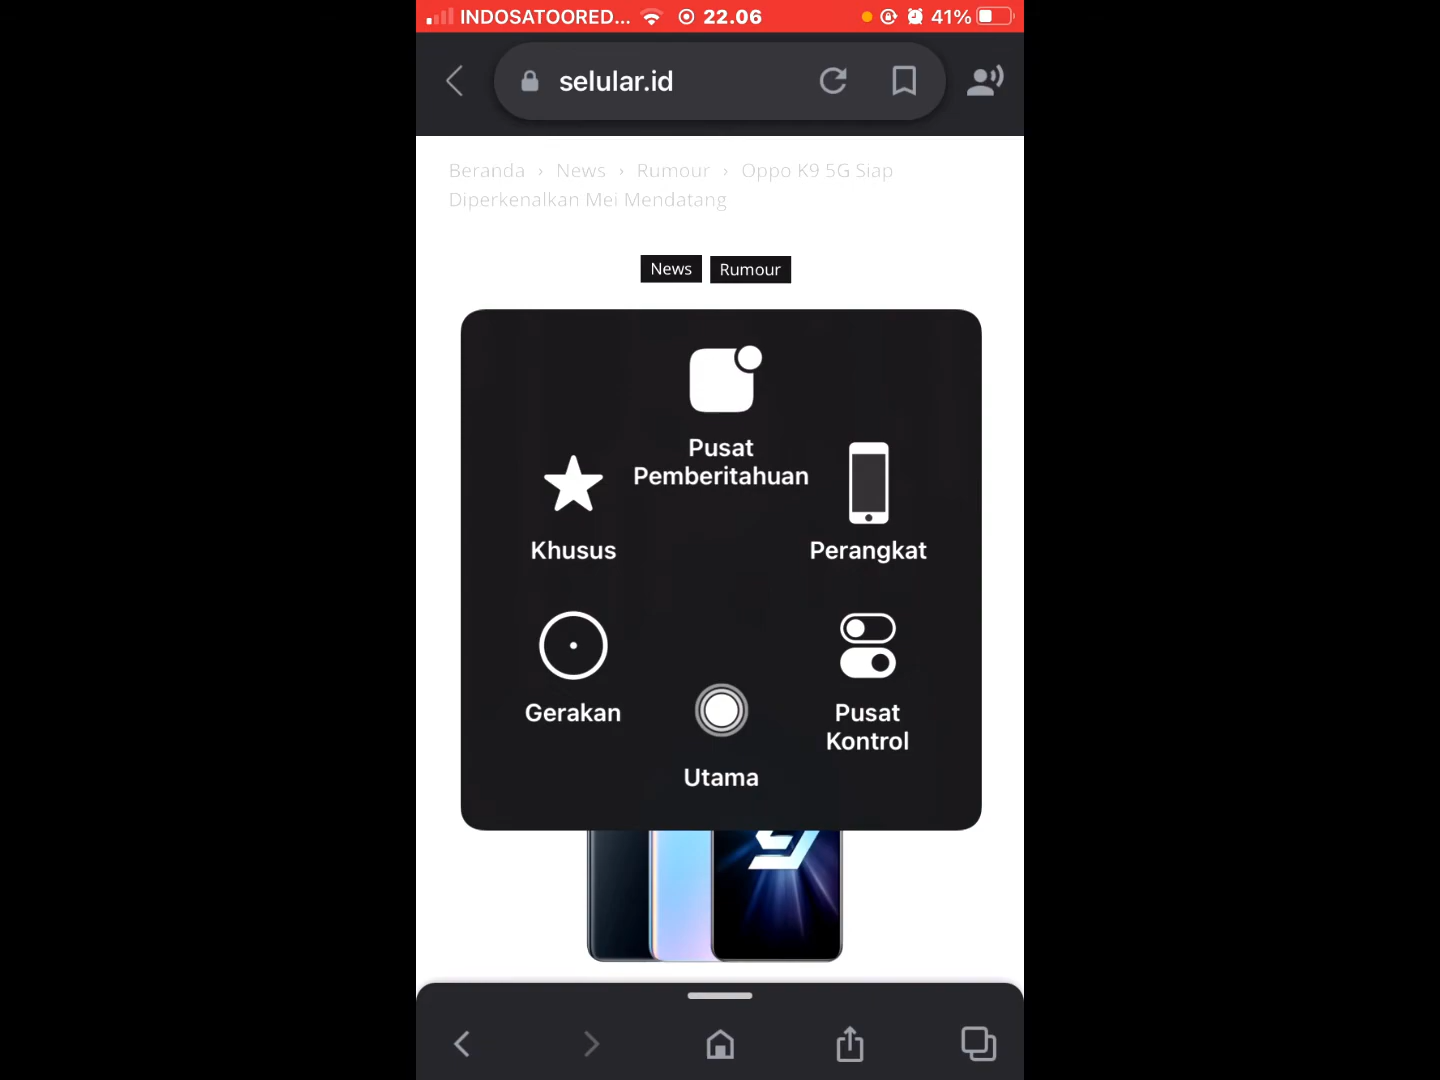 INDOSATOORED... 22.06 41%
selular.id
Beranda › News › Rumour › Oppo K9 5G Siap
Diperkenalkan Mei Mendatang
News Rumour
Pusat
Pemberitahuan
Khusus
Perangkat
Gerakan
Pusat
Kontrol
Utama